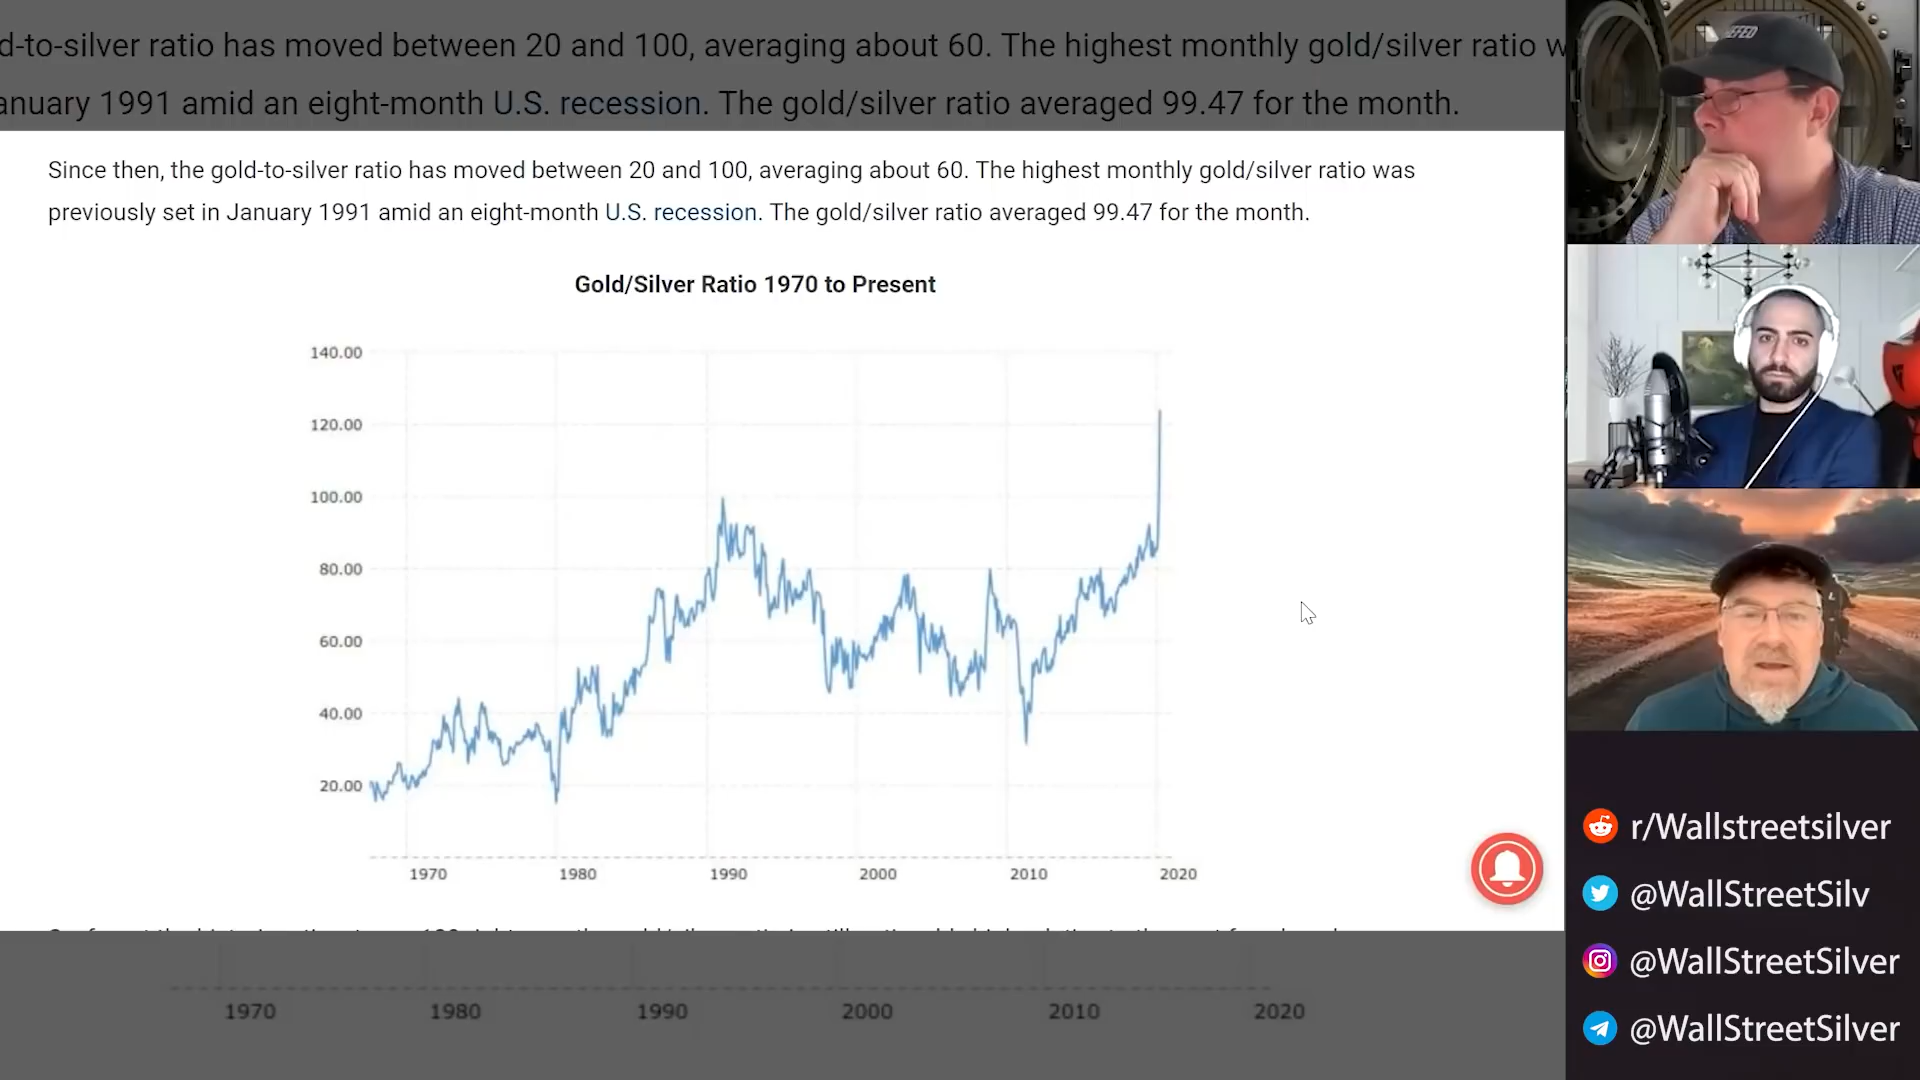 d-to-silver ratio has moved between 20 and 100, averaging about 60. The highest monthly gold/silver ratio w
anuary 1991 amid an eight-month U.S. recession. The gold/silver ratio averaged 99.47 for the month.
Since then, the gold-to-silver ratio has moved between 20 and 100, averaging about 60. The highest monthly gold/silver ratio was
previously set in January 1991 amid an eight-month U.S. recession. The gold/silver ratio averaged 99.47 for the month.
Gold/Silver Ratio 1970 to Present
140.00
120.00
100.00
80.00
60.00
40.00
20.00
1970 1980 1990 2000 2010 2020
1970 1980 1990 2000 2010 2020
r/Wallstreetsilver
@WallStreetSilv
@WallStreetSilver
@WallStreetSilver